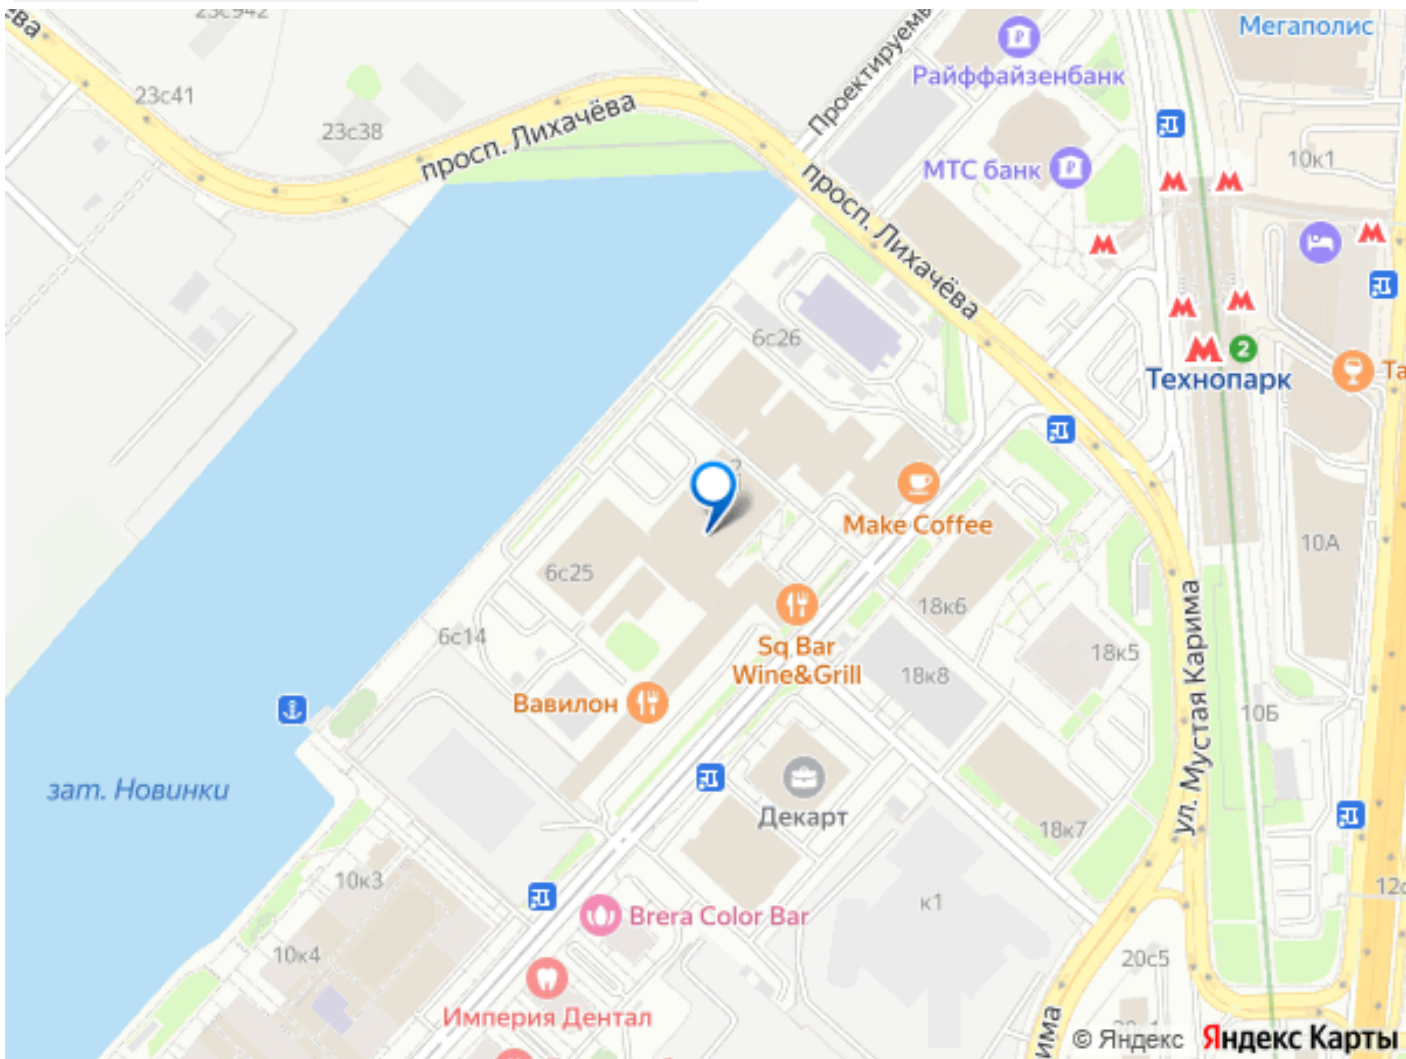 23с942
Мегаполис
Райффайзенбанк
23с41
23с38
просп. Лихачёва
10к1
МТС банк
просп. Лихачёва
6с26
2
Технопарк
Make Coffee
10А
6с25
18к6
6с14
Sq Bar
Wine&Grill
18к5
18к8
Вавилон
10Б
ул. Мустая Карима
зат. Новинки
Декарт
18к7
10к3
к1
Brera Color Bar
10к4
20с5
Империя Дентал
© Яндекс Яндекс Карты